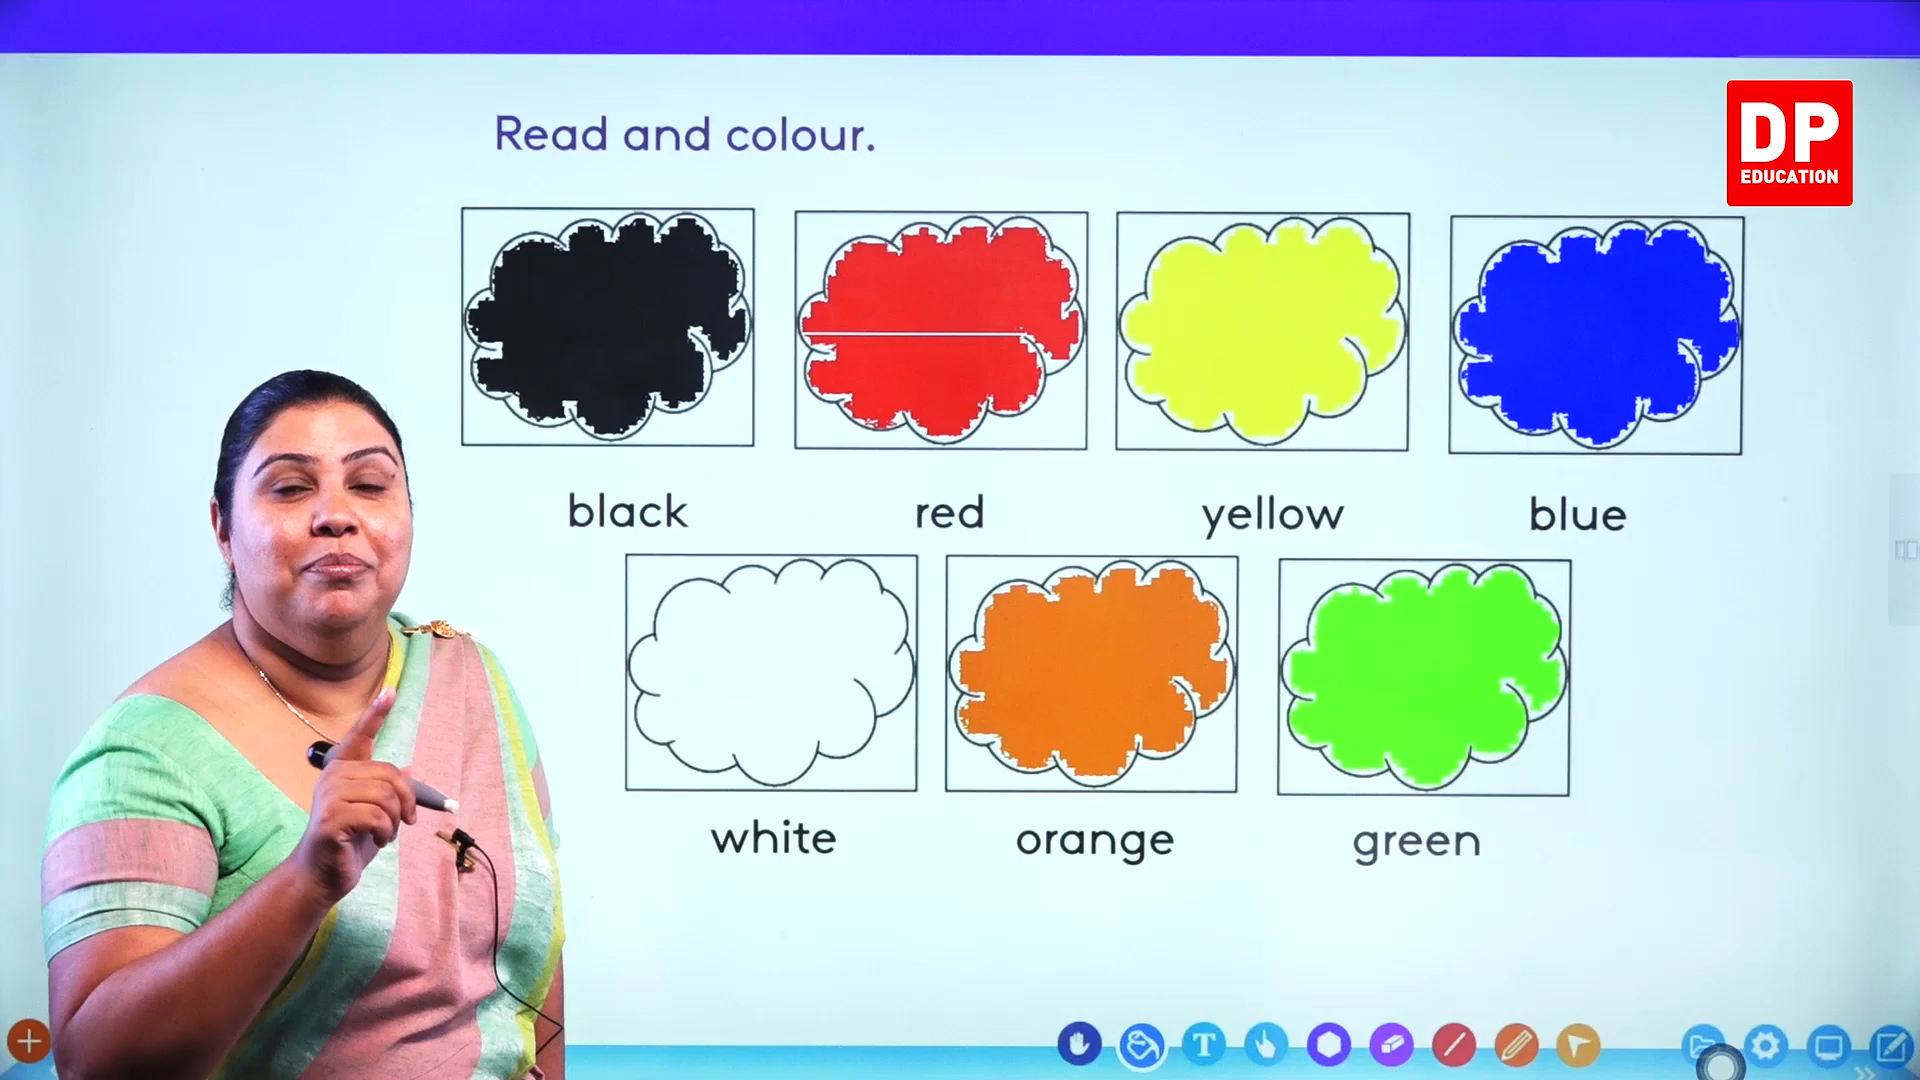 Read and colour.
DP
EDUCATION
black
red
yellow
blue
white
orange
green
T